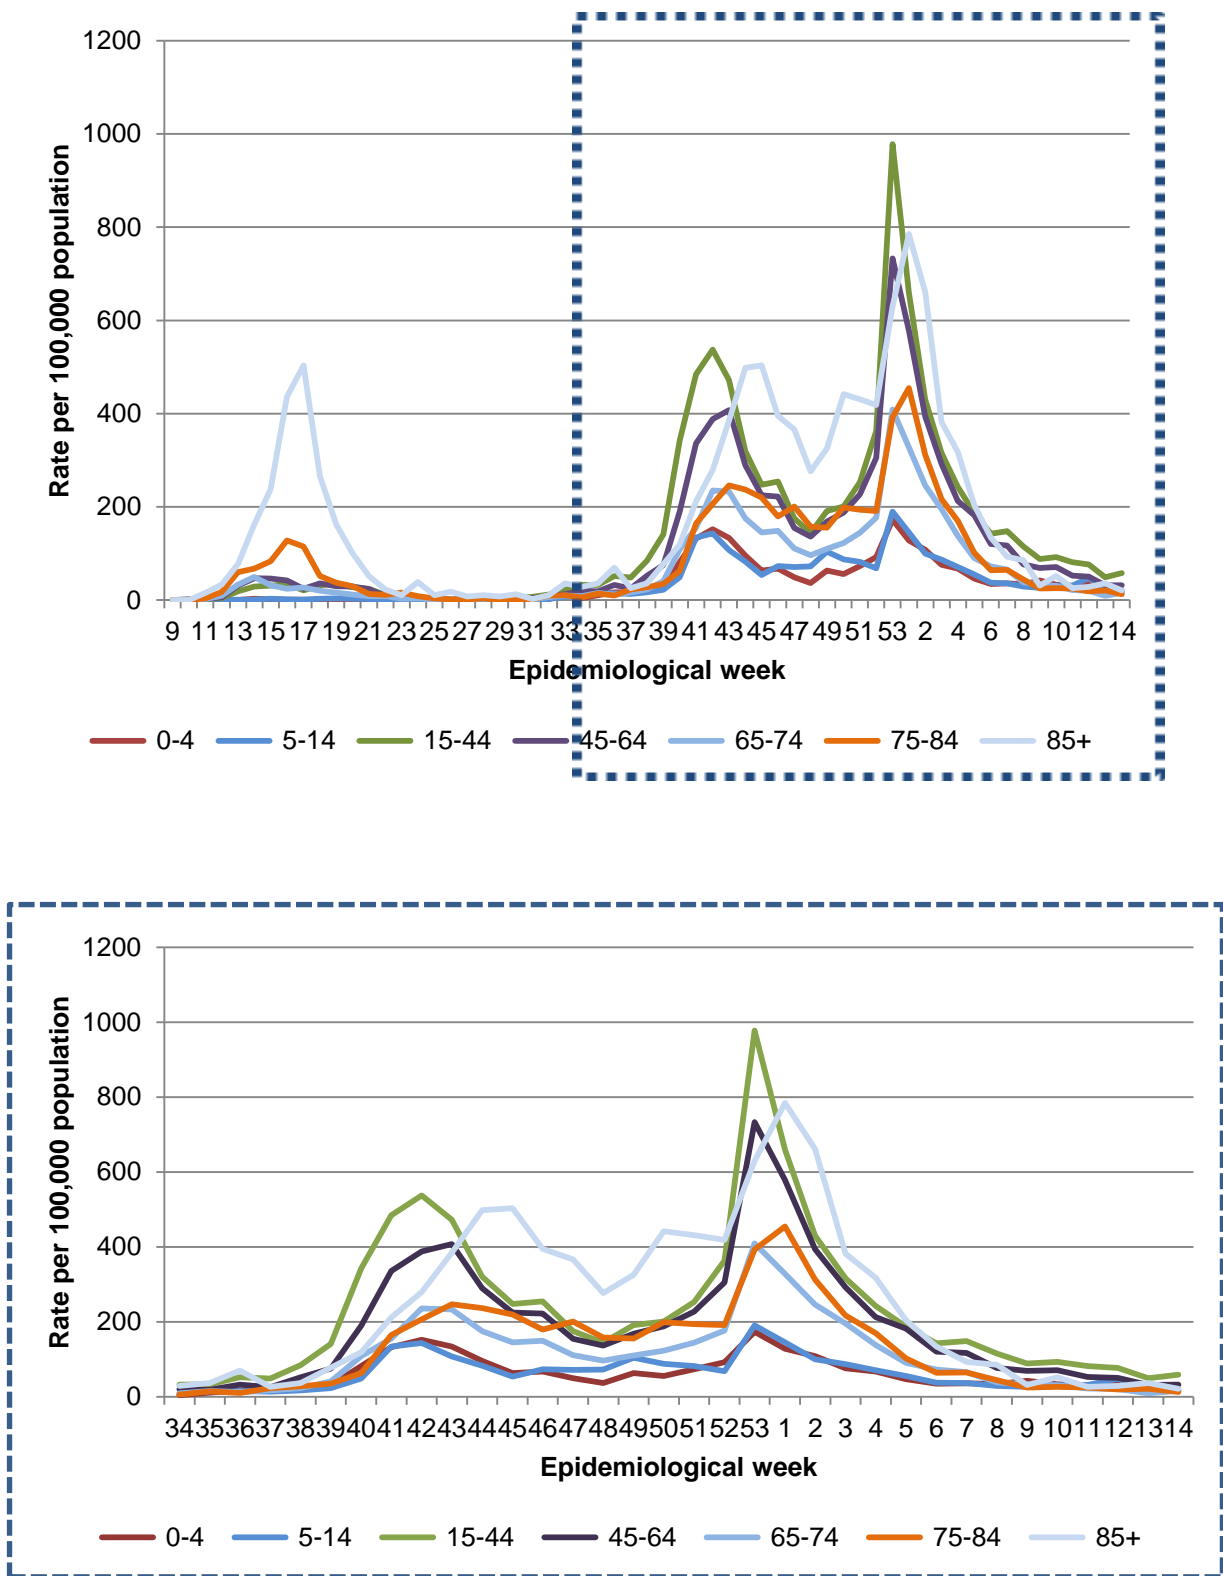 1200
1000
800
600
400
200
0
Rate per 100,000 population
9 11 13 15 17 19 21 23 25 27 29 31 33 35 37 39 41 43 45 47 49 51 53 2 4 6 8 10 12 14
Epidemiological week
0-4 5-14 15-44 45-64 65-74 75-84 85+
1200
1000
800
600
400
200
0
Rate per 100,000 population
34 35 36 37 38 39 40 41 42 43 44 45 46 47 48 49 50 51 52 53 1 2 3 4 5 6 7 8 9 10 11 12 13 14
Epidemiological week
0-4 5-14 15-44 45-64 65-74 75-84 85+